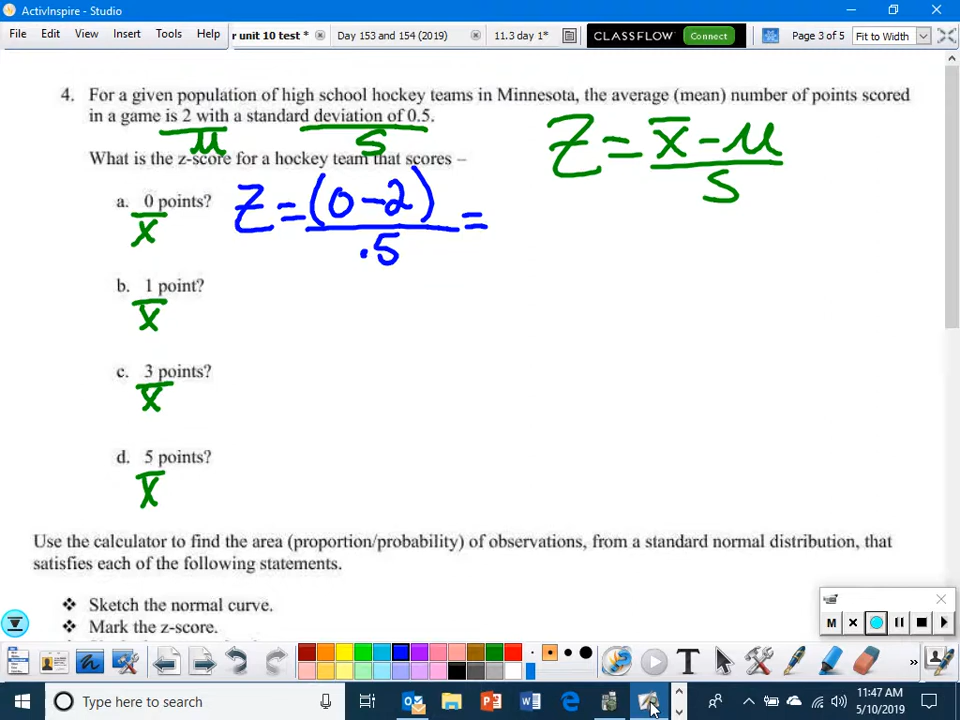 ActivInspire - Studio
File Edit View Insert Tools Help r unit 10 test * Day 153 and 154 (2019) 11.3 day 1* CLASSFLOW Connect Page 3 of 5 Fit to Width
4. For a given population of high school hockey teams in Minnesota, the average (mean) number of points scored
in a game is 2 with a standard deviation of 0.5.
μ s
z = x̄ - μ / s
What is the z-score for a hockey team that scores –
a. 0 points? z = (0 - 2) / .5 =
x̄
b. 1 point?
x̄
c. 3 points?
x̄
d. 5 points?
x̄
Use the calculator to find the area (proportion/probability) of observations, from a standard normal distribution, that
satisfies each of the following statements.
❖ Sketch the normal curve.
❖ Mark the z-score.
M
T
»
Type here to search
11:47 AM
5/10/2019